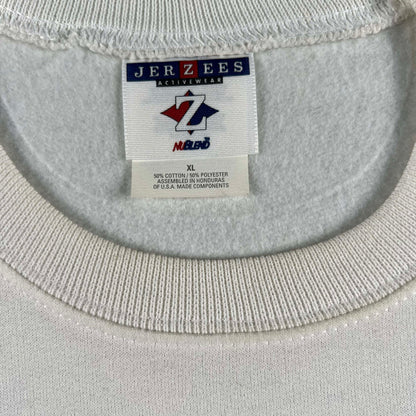 JERZEES
ACTIVEWEAR
Z
NUBLEND
XL
50% COTTON / 50% POLYESTER
ASSEMBLED IN HONDURAS
OF U.S.A. MADE COMPONENTS